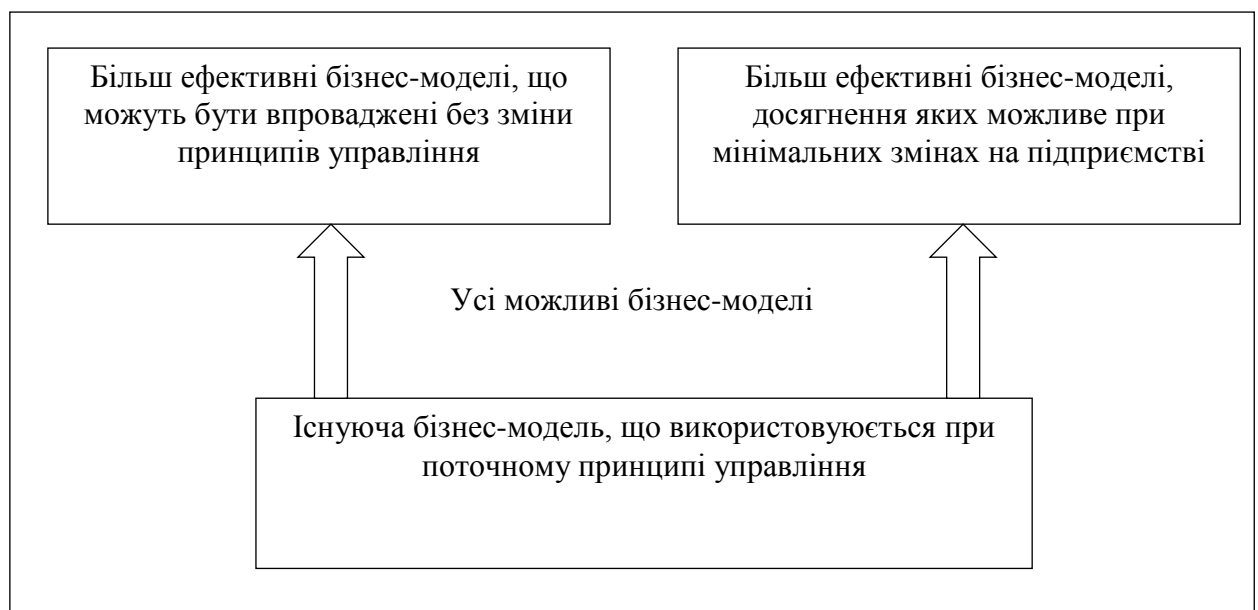 Більш ефективні бізнес-моделі, що
можуть бути впроваджені без зміни
принципів управління
Більш ефективні бізнес-моделі,
досягнення яких можливе при
мінімальних змінах на підприємстві
Усі можливі бізнес-моделі
Існуюча бізнес-модель, що використовуюється при
поточному принципі управління